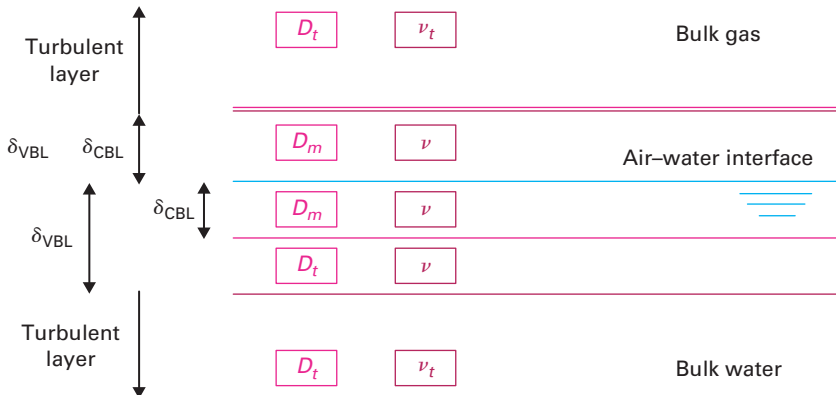 Turbulent
layer
D_t
ν_t
Bulk gas
δ_VBL
δ_CBL
D_m
ν
Air–water interface
δ_VBL
δ_CBL
D_m
ν
D_t
ν
Turbulent
layer
D_t
ν_t
Bulk water